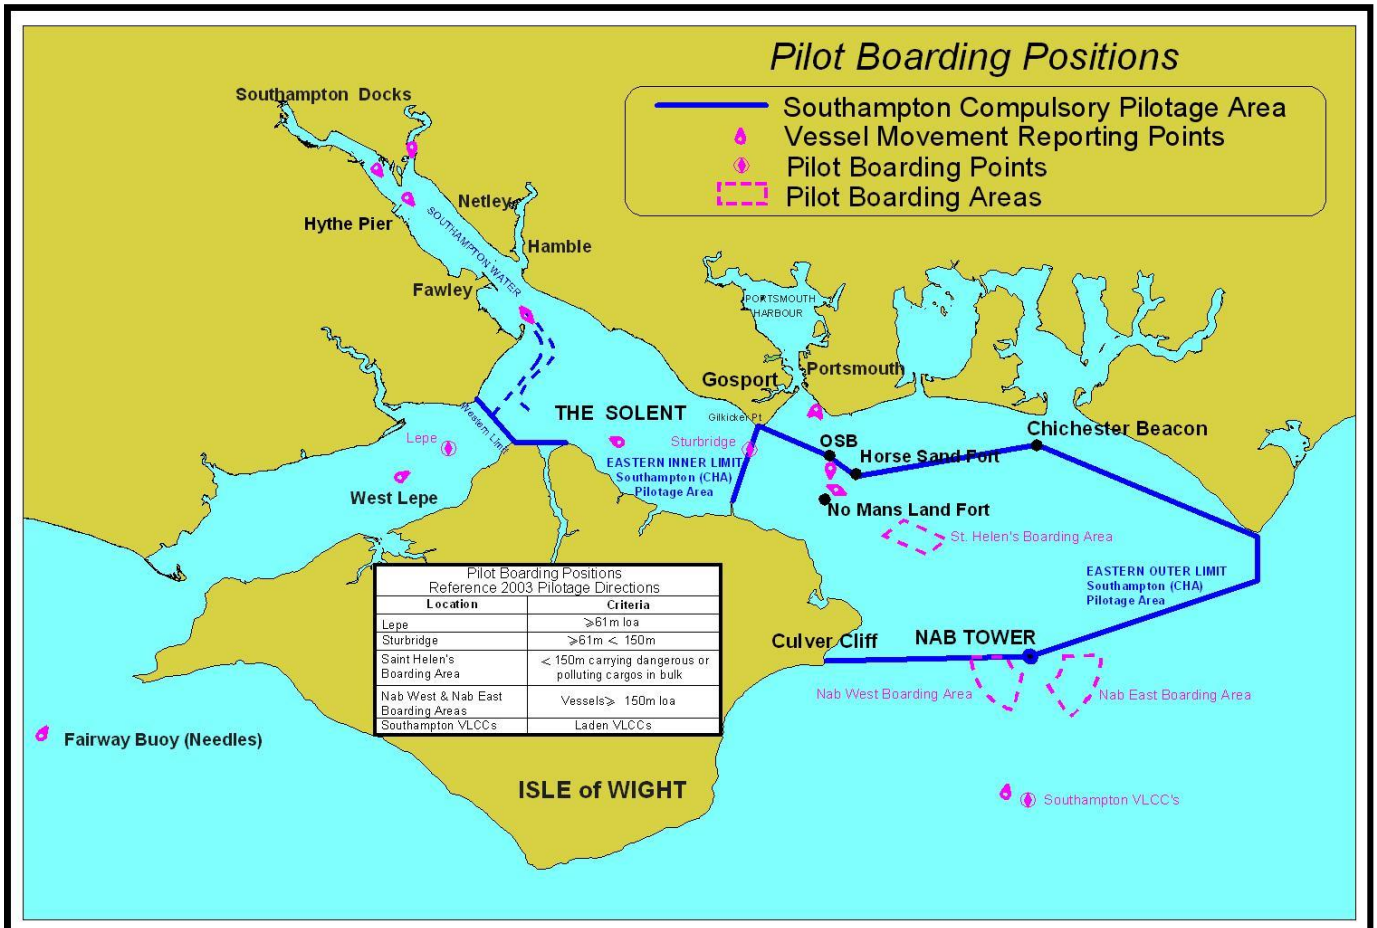 Pilot Boarding Positions
Southampton Compulsory Pilotage Area
Vessel Movement Reporting Points
Pilot Boarding Points
Pilot Boarding Areas
Southampton Docks
Netley
Hythe Pier
SOUTHAMPTON WATER
Hamble
Fawley
PORTSMOUTH
HARBOUR
Portsmouth
Gosport
THE SOLENT
Gilkicker Pt
Western Limit
Lepe
Sturbridge
OSB
Chichester Beacon
Horse Sand Fort
EASTERN INNER LIMIT
Southampton (CHA)
Pilotage Area
West Lepe
No Mans Land Fort
St. Helen's Boarding Area
EASTERN OUTER LIMIT
Southampton (CHA)
Pilotage Area
Pilot Boarding Positions
Reference 2003 Pilotage Directions
Location Criteria
Lepe ⩾61m loa
Sturbridge ⩾61m < 150m
Saint Helen's
Boarding Area
< 150m carrying dangerous or
polluting cargos in bulk
Nab West & Nab East
Boarding Areas
Vessels⩾ 150m loa
Southampton VLCCs Laden VLCCs
Culver Cliff
NAB TOWER
Nab West Boarding Area
Nab East Boarding Area
Fairway Buoy (Needles)
ISLE of WIGHT
Southampton VLCC's